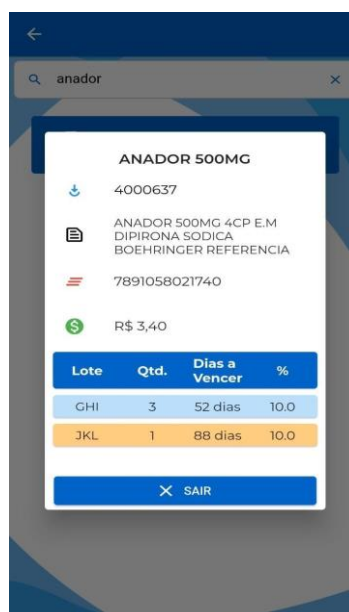 anador
ANADOR 500MG
4000637
ANADOR 500MG 4CP E.M
DIPIRONA SODICA
BOEHRINGER REFERENCIA
7891058021740
R$ 3,40
Lote Qtd. Dias a Vencer %
GHI 3 52 dias 10.0
JKL 1 88 dias 10.0
SAIR